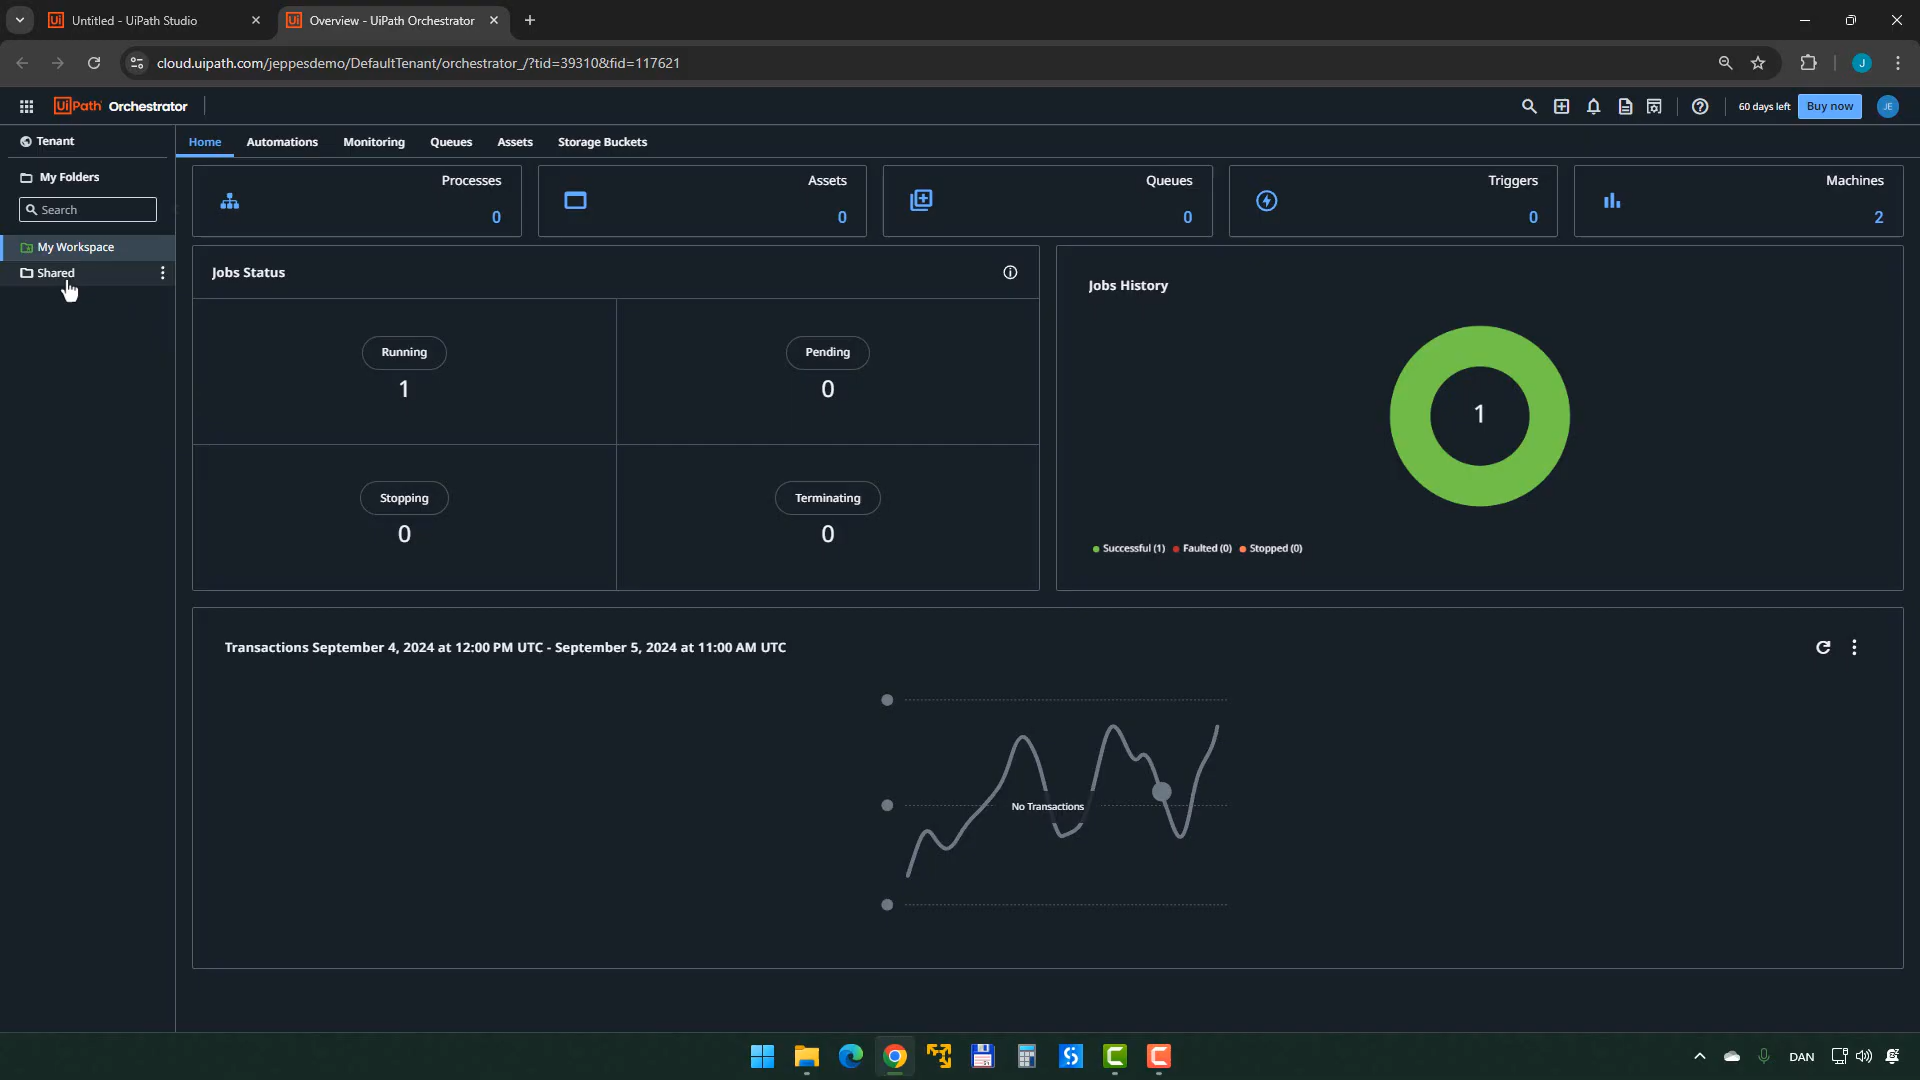 Untitled - UiPath Studio
Overview - UiPath Orchestrator
cloud.uipath.com/jeppesdemo/DefaultTenant/orchestrator_/?tid=39310&fid=117621
J
UiPath Orchestrator
60 days left
Buy now
JE
Tenant
Home
Automations
Monitoring
Queues
Assets
Storage Buckets
My Folders
Search
My Workspace
Shared
Processes
0
Assets
0
Queues
0
Triggers
0
Machines
2
Jobs Status
Running
1
Pending
0
Stopping
0
Terminating
0
Jobs History
1
Successful (1)
Faulted (0)
Stopped (0)
Transactions September 4, 2024 at 12:00 PM UTC - September 5, 2024 at 11:00 AM UTC
No Transactions
DAN